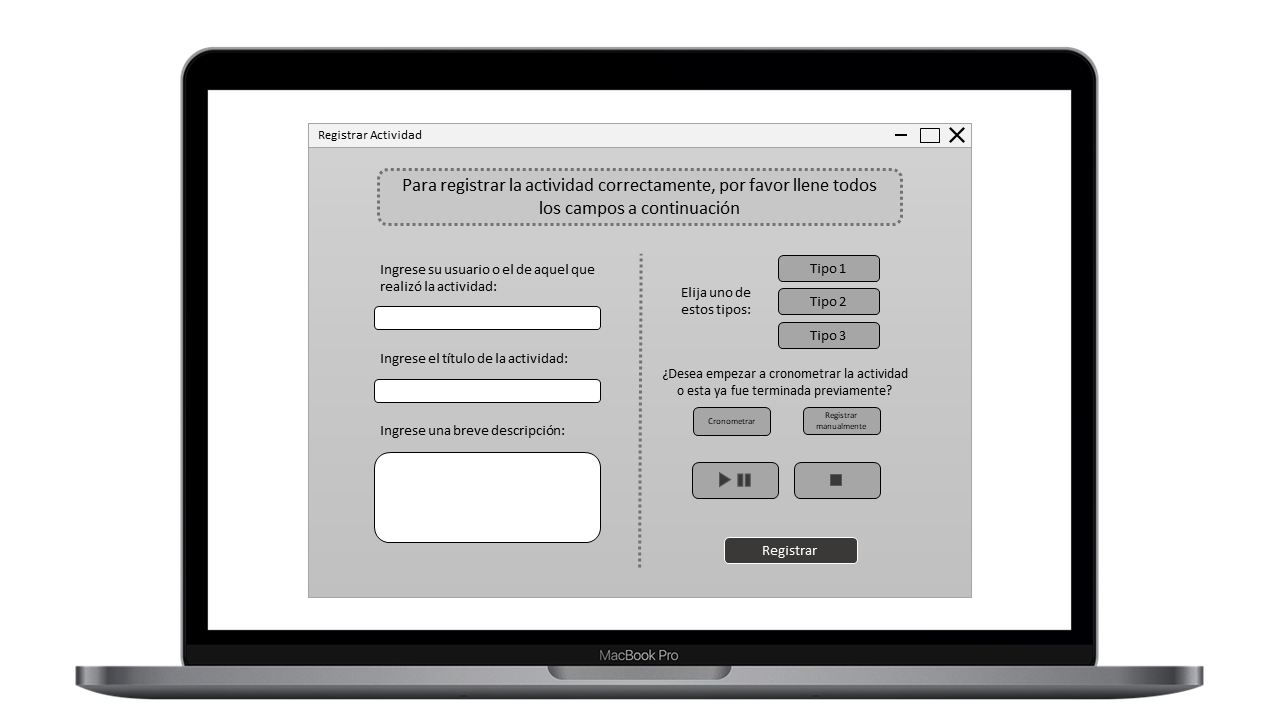 Registrar Actividad
Para registrar la actividad correctamente, por favor llene todos
los campos a continuación
Ingrese su usuario o el de aquel que
realizó la actividad:
Ingrese el título de la actividad:
Ingrese una breve descripción:
Elija uno de
estos tipos:
Tipo 1
Tipo 2
Tipo 3
¿Desea empezar a cronometrar la actividad
o esta ya fue terminada previamente?
Cronometrar
Registrar
manualmente
Registrar
MacBook Pro